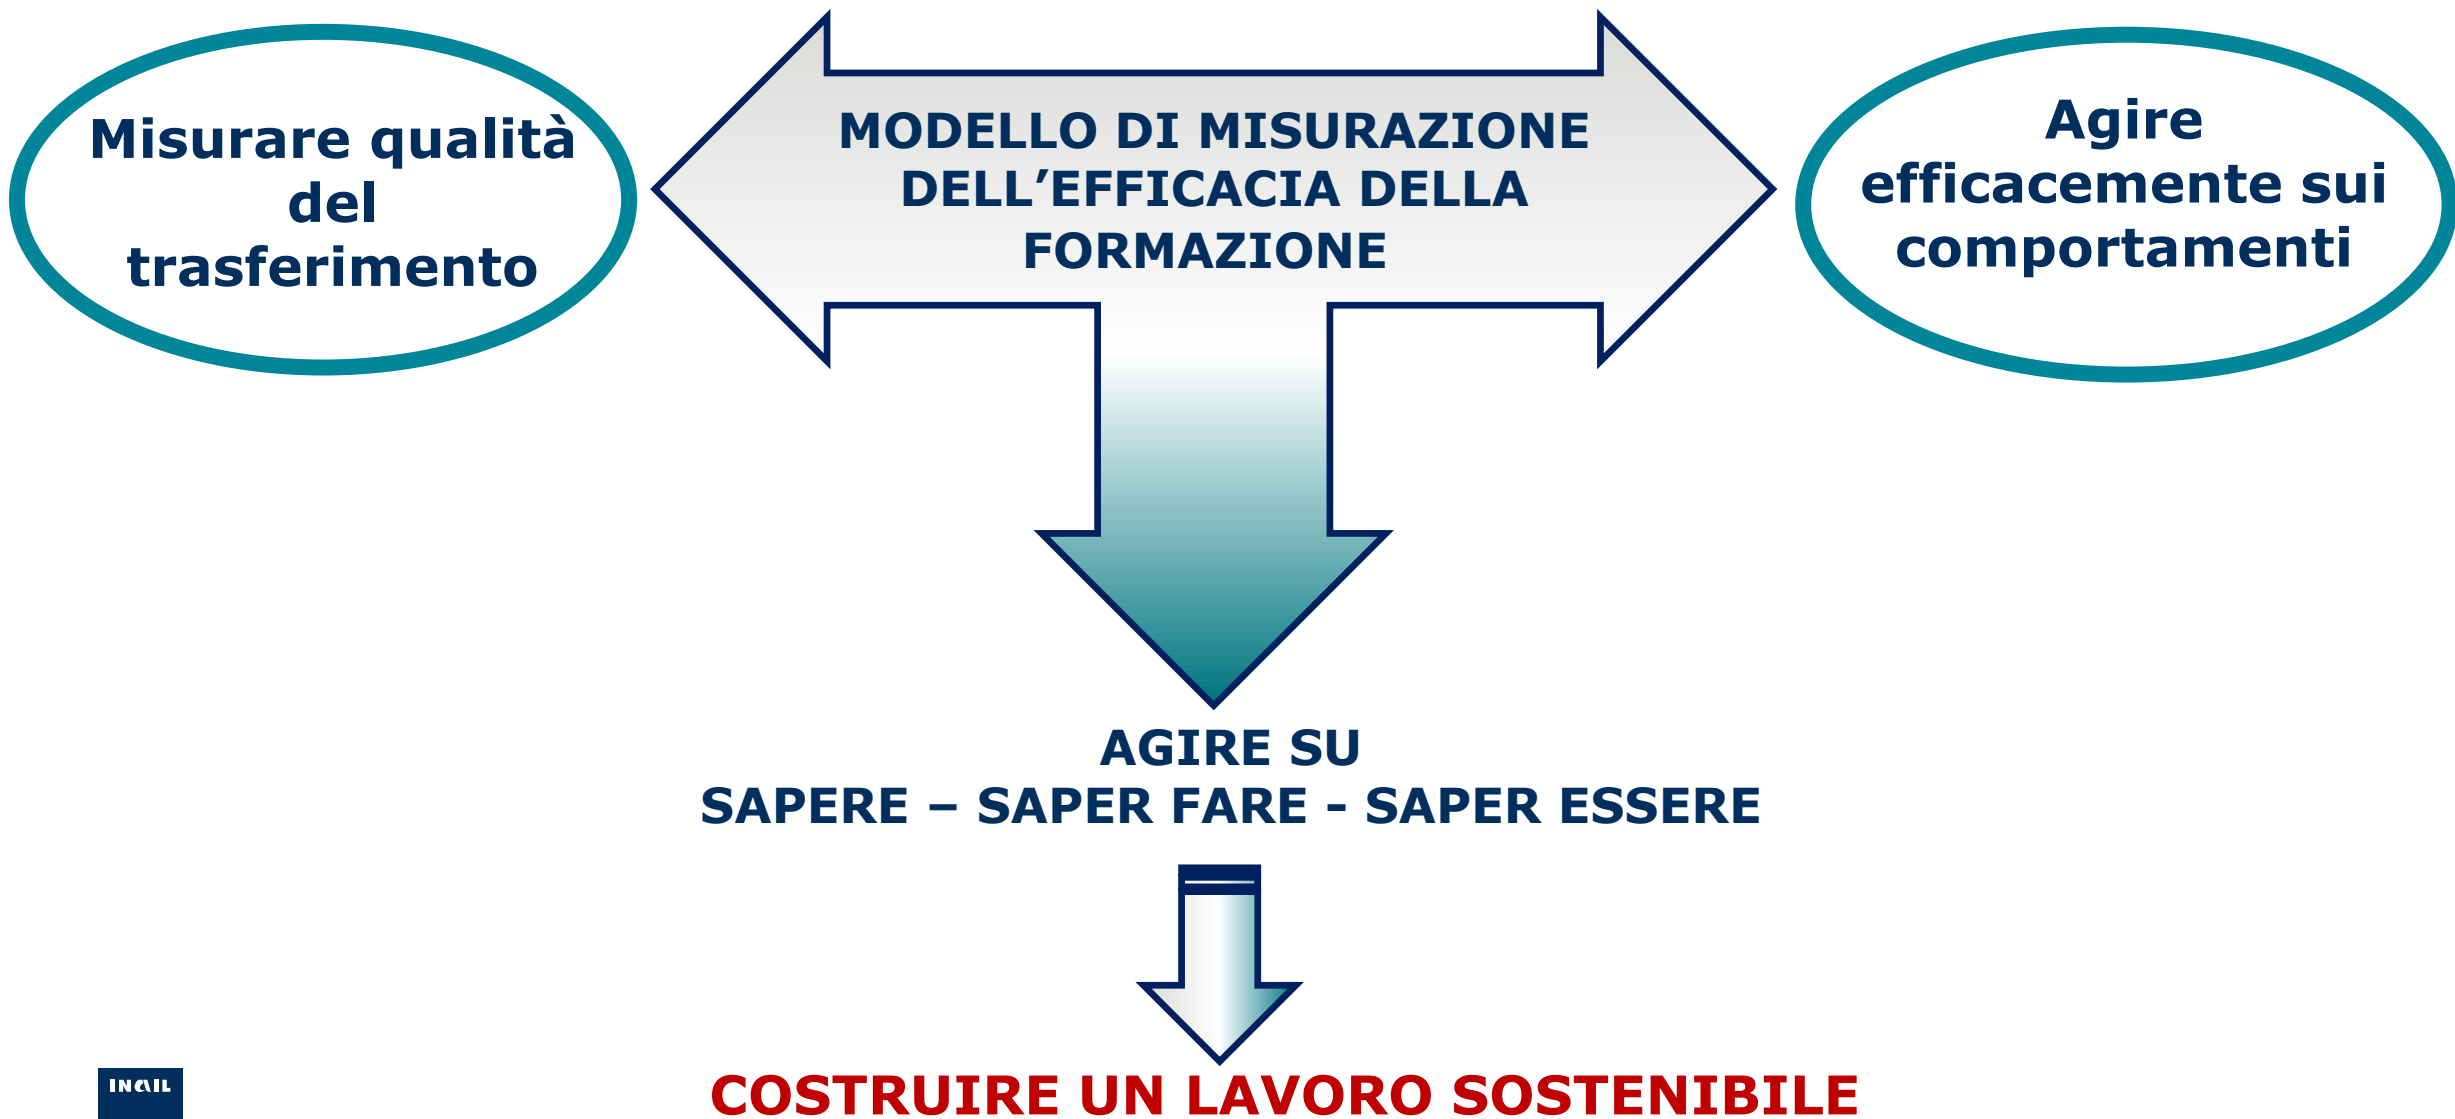 Misurare qualità
del
trasferimento
MODELLO DI MISURAZIONE
DELL’EFFICACIA DELLA
FORMAZIONE
Agire
efficacemente sui
comportamenti
AGIRE SU
SAPERE – SAPER FARE - SAPER ESSERE
INAIL
COSTRUIRE UN LAVORO SOSTENIBILE